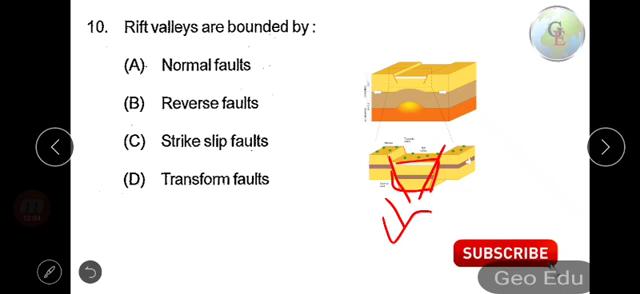 10. Rift valleys are bounded by :
GE
(A) Normal faults
(B) Reverse faults
(C) Strike slip faults
(D) Transform faults
SUBSCRIBE
Geo Edu